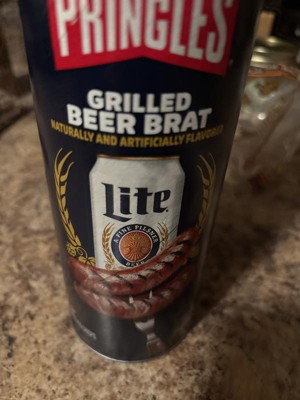 PRINGLES
GRILLED
BEER BRAT
NATURALLY AND ARTIFICIALLY FLAVORED
Lite
A FINE PILSNER
BEER